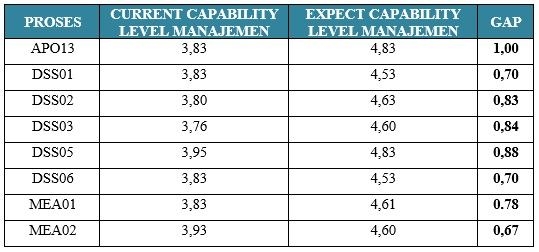 PROSES CURRENT CAPABILITY LEVEL MANAJEMEN EXPECT CAPABILITY LEVEL MANAJEMEN GAP
APO13 3,83 4,83 1,00
DSS01 3,83 4,53 0,70
DSS02 3,80 4,63 0,83
DSS03 3,76 4,60 0,84
DSS05 3,95 4,83 0,88
DSS06 3,83 4,53 0,70
MEA01 3,83 4,61 0.78
MEA02 3,93 4,60 0,67